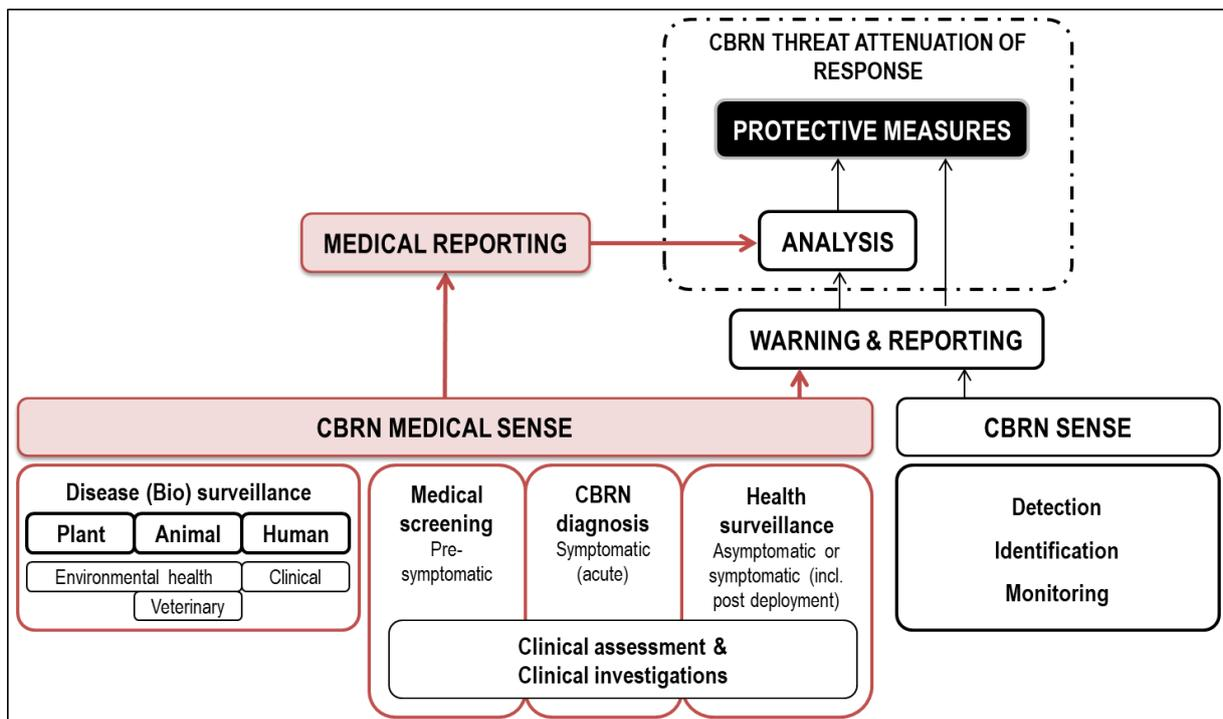 CBRN THREAT ATTENUATION OF
RESPONSE
PROTECTIVE MEASURES
MEDICAL REPORTING
ANALYSIS
WARNING & REPORTING
CBRN MEDICAL SENSE
CBRN SENSE
Disease (Bio) surveillance
Plant
Animal
Human
Environmental health
Clinical
Veterinary
Medical
screening
Pre-
symptomatic
CBRN
diagnosis
Symptomatic
(acute)
Health
surveillance
Asymptomatic or
symptomatic (incl.
post deployment)
Clinical assessment &
Clinical investigations
Detection
Identification
Monitoring